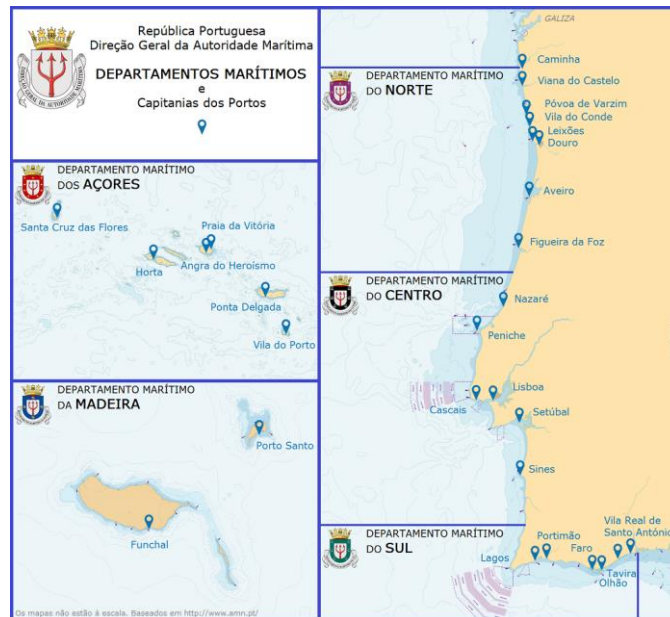 República Portuguesa
Direção Geral da Autoridade Marítima
DEPARTAMENTOS MARÍTIMOS
e
Capitanias dos Portos
DEPARTAMENTO MARÍTIMO
DOS AÇORES
Santa Cruz das Flores
Praia da Vitória
Angra do Heroísmo
Horta
Ponta Delgada
Vila do Porto
DEPARTAMENTO MARÍTIMO
DA MADEIRA
Porto Santo
Funchal
Os mapas não estão à escala. Baseados em http://www.amn.pt/
GALIZA
Caminha
DEPARTAMENTO MARÍTIMO
DO NORTE
Viana do Castelo
Póvoa de Varzim
Vila do Conde
Leixões
Douro
Aveiro
Figueira da Foz
DEPARTAMENTO MARÍTIMO
DO CENTRO
Nazaré
Peniche
Lisboa
Cascais
Setúbal
Sines
DEPARTAMENTO MARÍTIMO
DO SUL
Vila Real de
Santo António
Portimão
Faro
Lagos
Tavira
Olhão